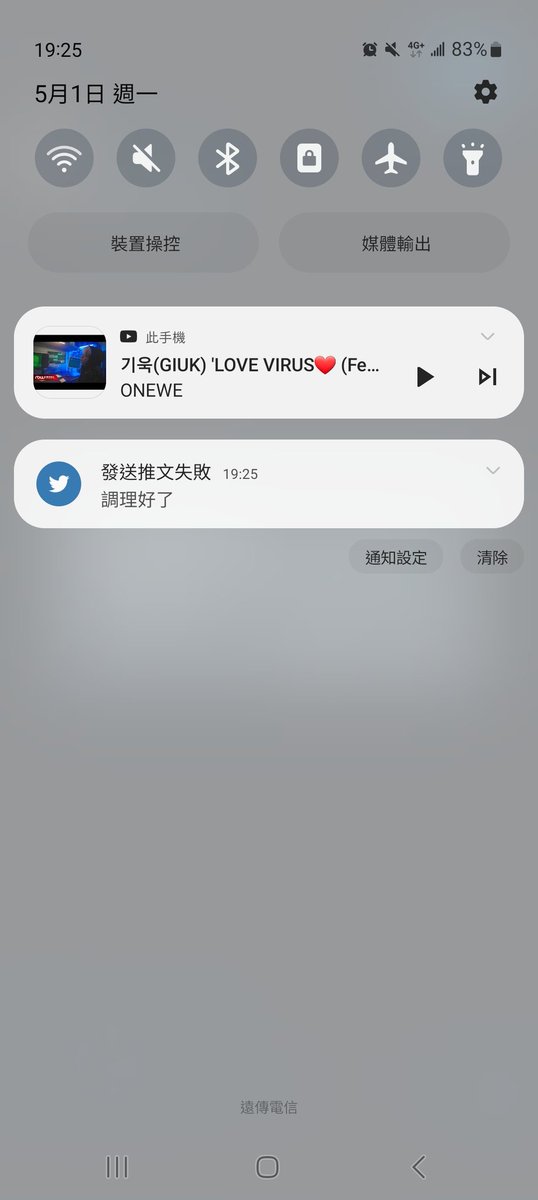 19:25
4G+
83%
5月1日 週一
裝置操控
媒體輸出
此手機
기욱(GIUK) 'LOVE VIRUS❤️ (Fe...
ONEWE
發送推文失敗 19:25
調理好了
通知設定
清除
遠傳電信